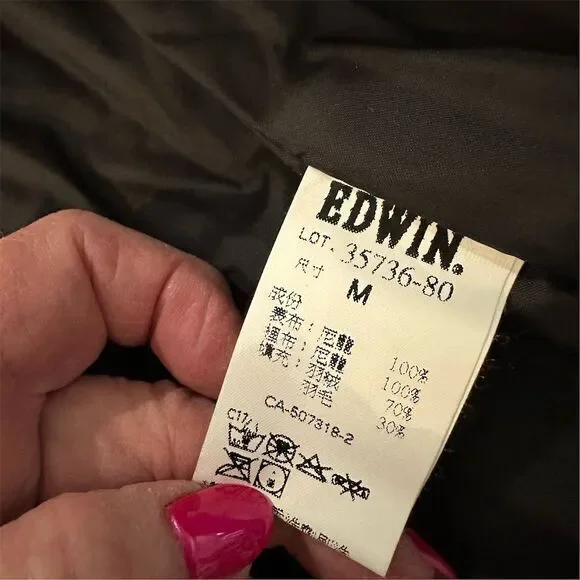 EDWIN.
LOT. 35736-80
尺寸 M
成份
表布：尼龍 100%
裡布：尼龍 100%
填充：羽絨 70%
羽毛 30%
CA-507318-2
C17